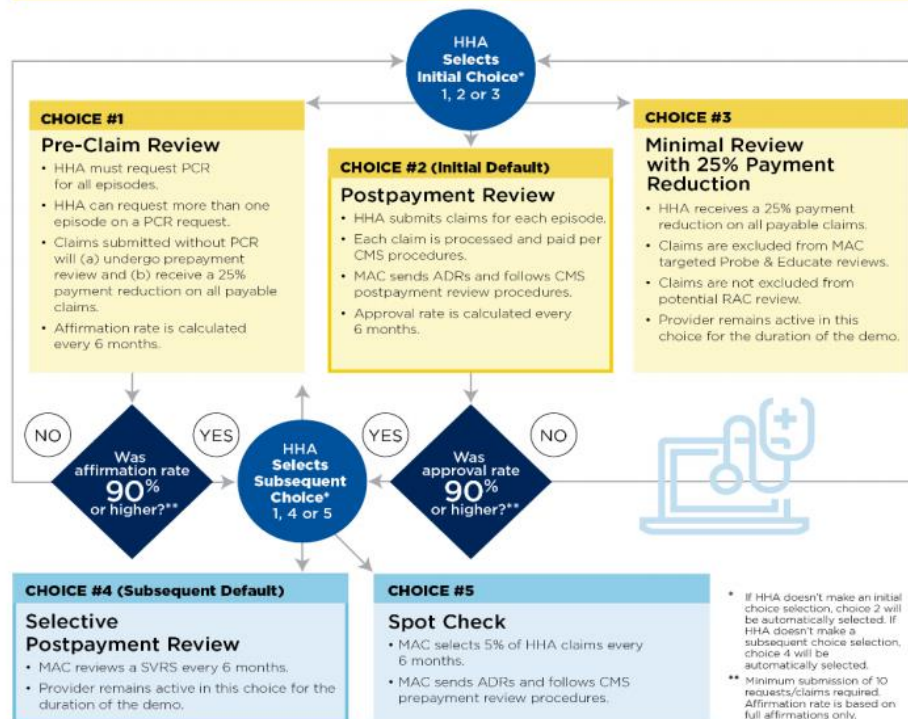 HHA
Selects
Initial Choice*
1, 2 or 3
CHOICE #1
Pre-Claim Review
• HHA must request PCR
for all episodes.
• HHA can request more than one
episode on a PCR request.
• Claims submitted without PCR
will (a) undergo prepayment
review and (b) receive a 25%
payment reduction on all payable
claims.
• Affirmation rate is calculated
every 6 months.
CHOICE #2 (Initial Default)
Postpayment Review
• HHA submits claims for each episode.
• Each claim is processed and paid per
CMS procedures.
• MAC sends ADRs and follows CMS
postpayment review procedures.
• Approval rate is calculated every
6 months.
CHOICE #3
Minimal Review
with 25% Payment
Reduction
• HHA receives a 25% payment
reduction on all payable claims.
• Claims are excluded from MAC
targeted Probe & Educate reviews.
• Claims are not excluded from
potential RAC review.
• Provider remains active in this
choice for the duration of the demo.
NO
Was
affirmation rate
90%
or higher?**
YES
HHA
Selects
Subsequent
Choice*
1, 4 or 5
YES
Was
approval rate
90%
or higher?**
NO
CHOICE #4 (Subsequent Default)
Selective
Postpayment Review
• MAC reviews a SVRS every 6 months.
• Provider remains active in this choice for the
duration of the demo.
CHOICE #5
Spot Check
• MAC selects 5% of HHA claims every
6 months.
• MAC sends ADRs and follows CMS
prepayment review procedures.
* If HHA doesn't make an initial
choice selection, choice 2 will
be automatically selected. If
HHA doesn't make a
subsequent choice selection,
choice 4 will be
automatically selected.
** Minimum submission of 10
requests/claims required.
Affirmation rate is based on
full affirmations only.